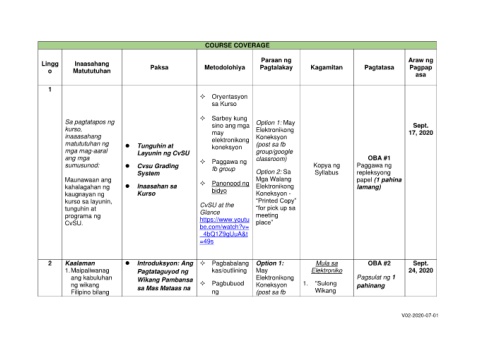 COURSE COVERAGE
Lingg
o
Inaasahang
Matututuhan
Paksa
Metodolohiya
Paraan ng
Pagtalakay
Kagamitan
Pagtatasa
Araw ng
Pagpap
asa
1
Sa pagtatapos ng
kurso,
inaasahang
matututuhan ng
mga mag-aaral
ang mga
sumusunod:
Maunawaan ang
kahalagahan ng
kaugnayan ng
kurso sa layunin,
tunguhin at
programa ng
CvSU.
● Tunguhin at
Layunin ng CvSU
● Cvsu Grading
System
● Inaasahan sa
Kurso
✧ Oryentasyon
sa Kurso
✧ Sarbey kung
sino ang mga
may
elektronikong
koneksyon
✧ Paggawa ng
fb group
✧ Panonood ng
bidyo
CvSU at the
Glance
https://www.youtu
be.com/watch?v=
_4bQ1Z9gUuA&t
=49s
Option 1: May
Elektronikong
Koneksyon
(post sa fb
group/google
classroom)
Option 2: Sa
Mga Walang
Elektronikong
Koneksyon -
"Printed Copy"
"for pick up sa
meeting
place"
Kopya ng
Syllabus
OBA #1
Paggawa ng
repleksyong
papel (1 pahina
lamang)
Sept.
17, 2020
2
Kaalaman
1. Maipaliwanag
ang kabuluhan
ng wikang
Filipino bilang
● Introduksyon: Ang
Pagtataguyod ng
Wikang Pambansa
sa Mas Mataas na
✧ Pagbabalang
kas/outlining
✧ Pagbubuod
ng
Option 1:
May
Elektronikong
Koneksyon
(post sa fb
Mula sa
Elektroniko
1. "Sulong
Wikang
OBA #2
Pagsulat ng 1
pahinang
Sept.
24, 2020
V02-2020-07-01